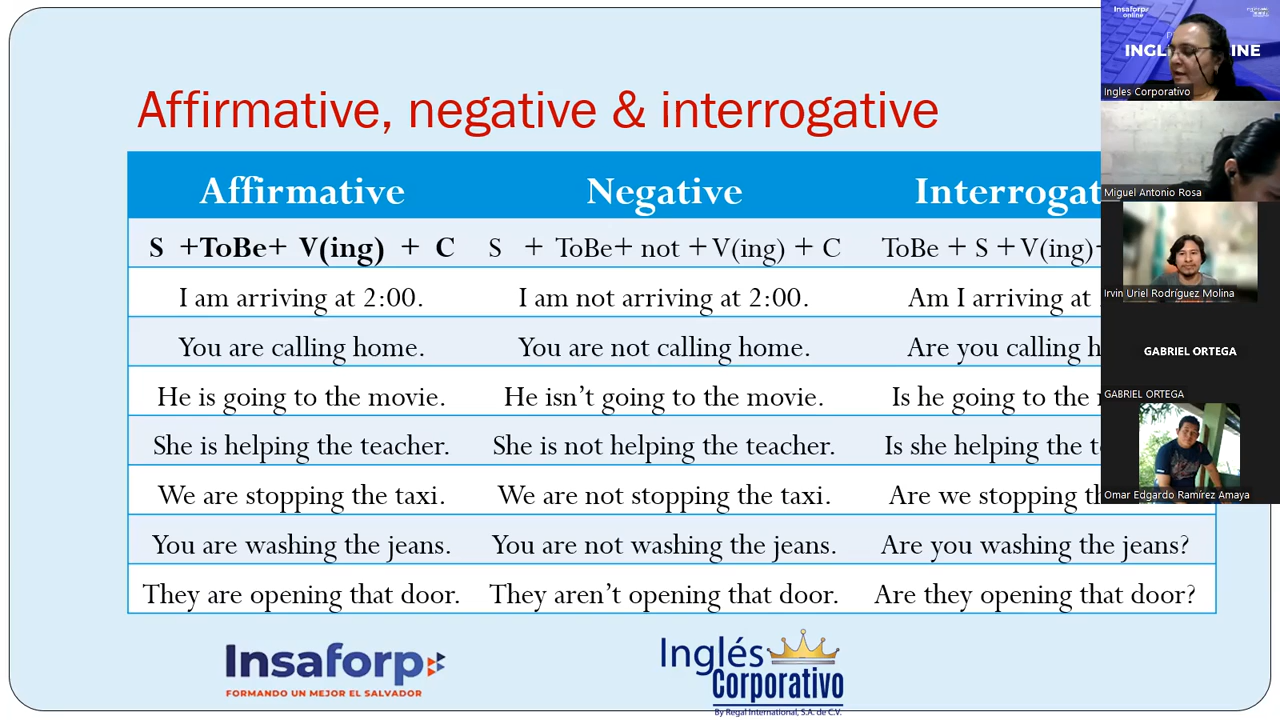 Affirmative, negative & interrogative
Affirmative Negative Interrogat
S +ToBe+ V(ing) + C S + ToBe+ not +V(ing) + C ToBe + S +V(ing)+
I am arriving at 2:00. I am not arriving at 2:00. Am I arriving at
You are calling home. You are not calling home. Are you calling h
He is going to the movie. He isn’t going to the movie. Is he going to the
She is helping the teacher. She is not helping the teacher. Is she helping the t
We are stopping the taxi. We are not stopping the taxi. Are we stopping th
You are washing the jeans. You are not washing the jeans. Are you washing the jeans?
They are opening that door. They aren’t opening that door. Are they opening that door?
Insaforp
FORMANDO UN MEJOR EL SALVADOR
Inglés
Corporativo
By Regal International, S.A. de C.V.
Insaforp
online
INGL INE
Ingles Corporativo
Miguel Antonio Rosa
Irvin Uriel Rodríguez Molina
GABRIEL ORTEGA
GABRIEL ORTEGA
Omar Edgardo Ramírez Amaya